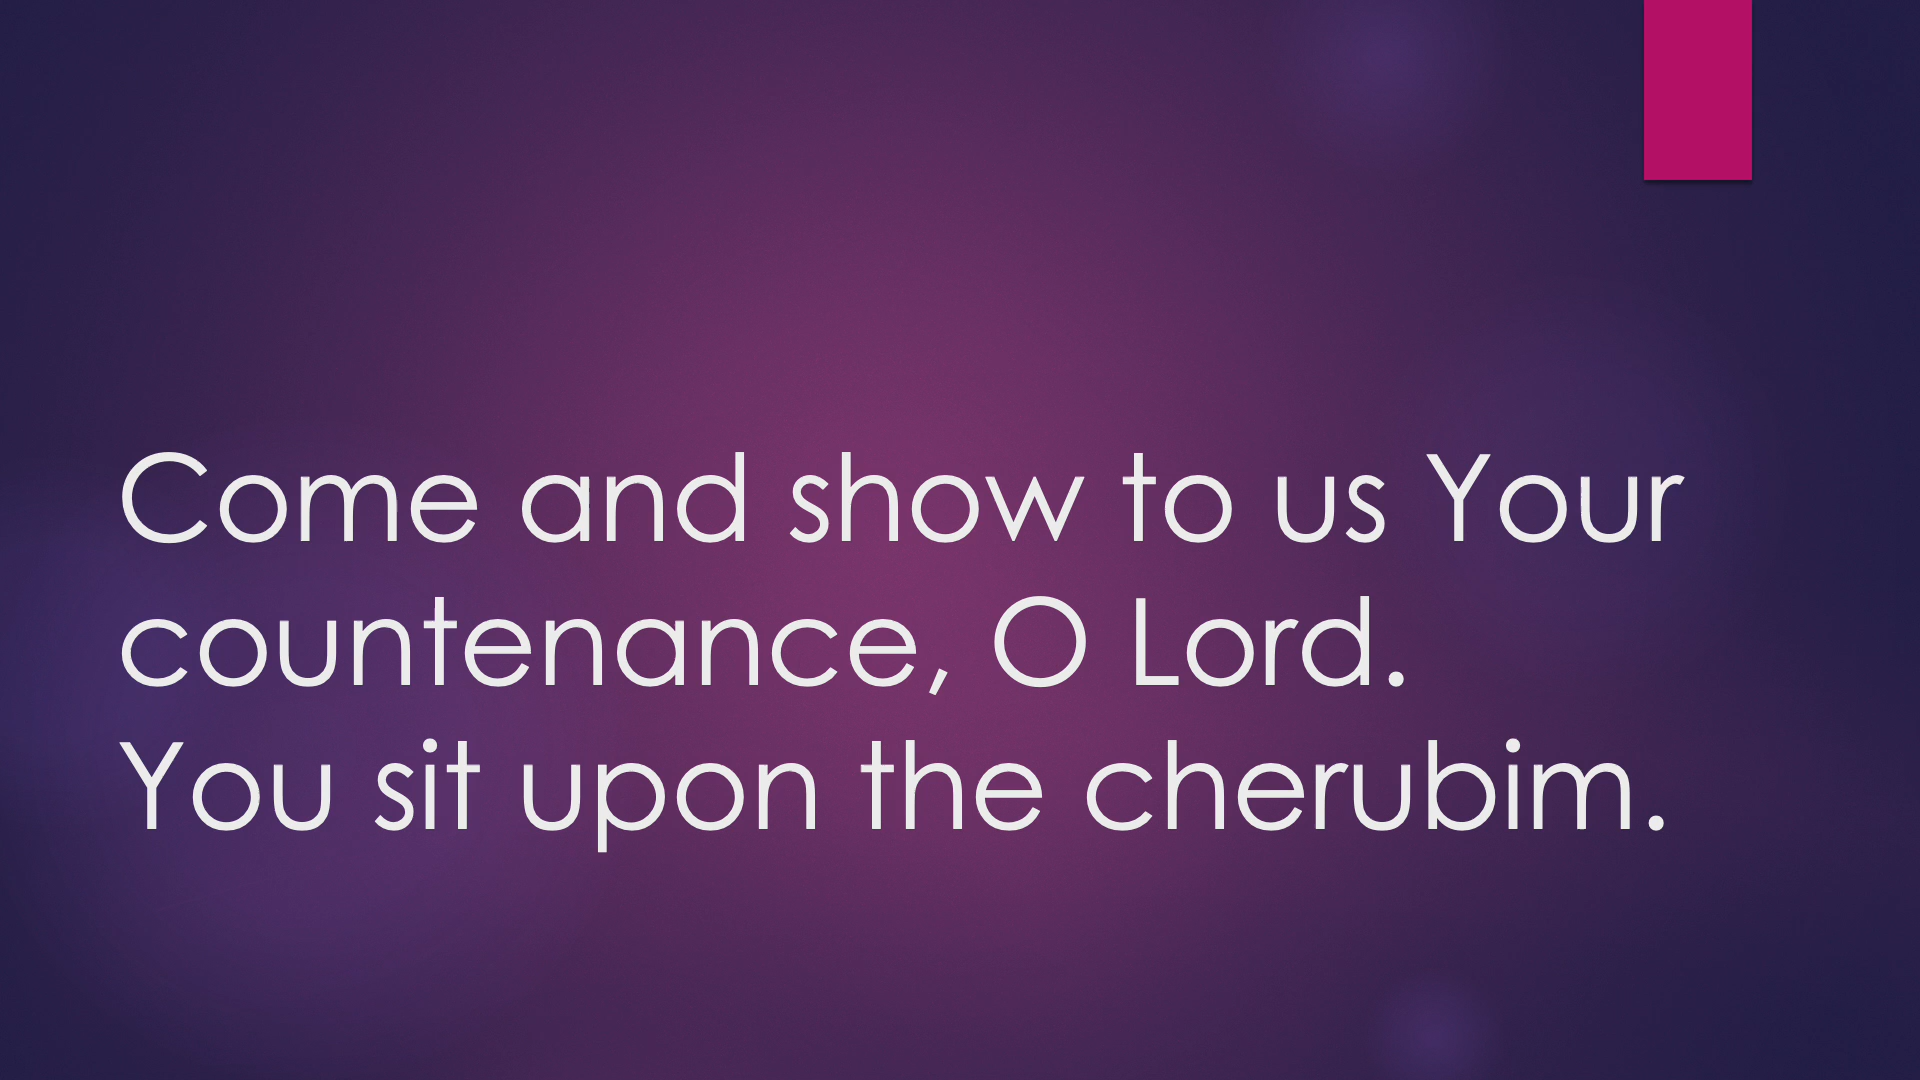 Come and show to us Your
countenance, O Lord.
You sit upon the cherubim.